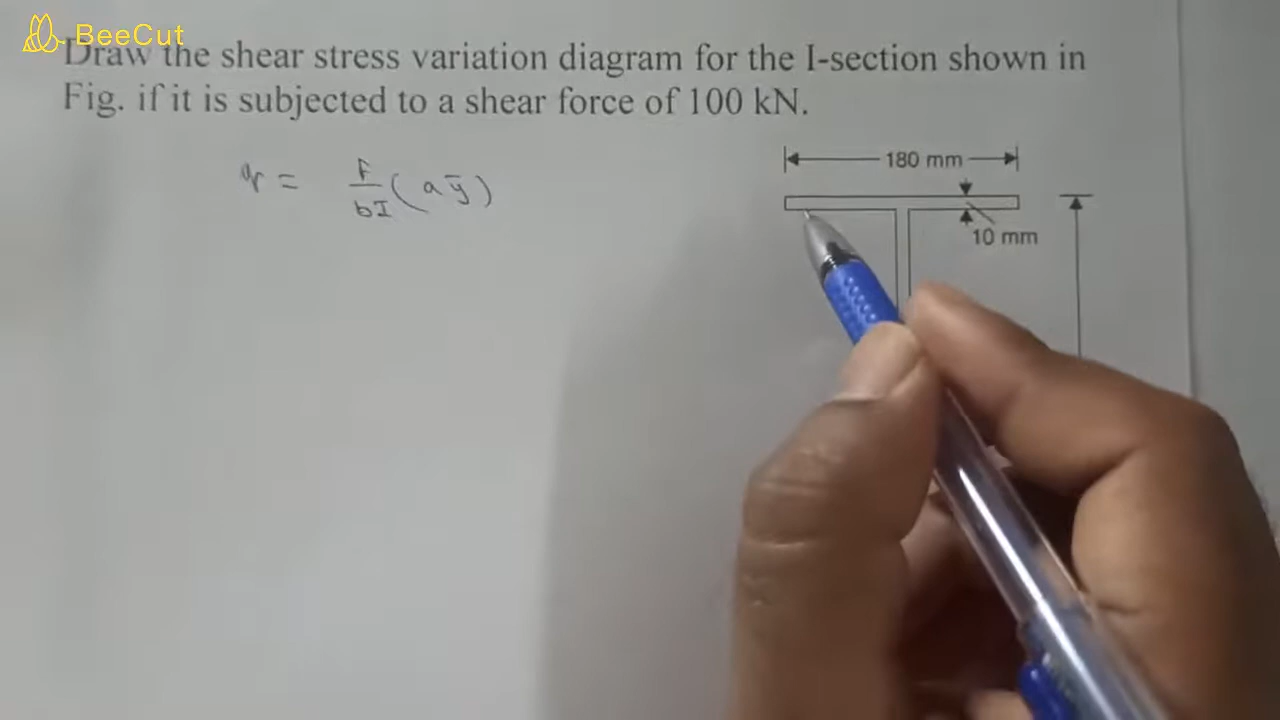 BeeCut
Draw the shear stress variation diagram for the I-section shown in
Fig. if it is subjected to a shear force of 100 kN.
180 mm
q = F/bI (aȳ)
10 mm